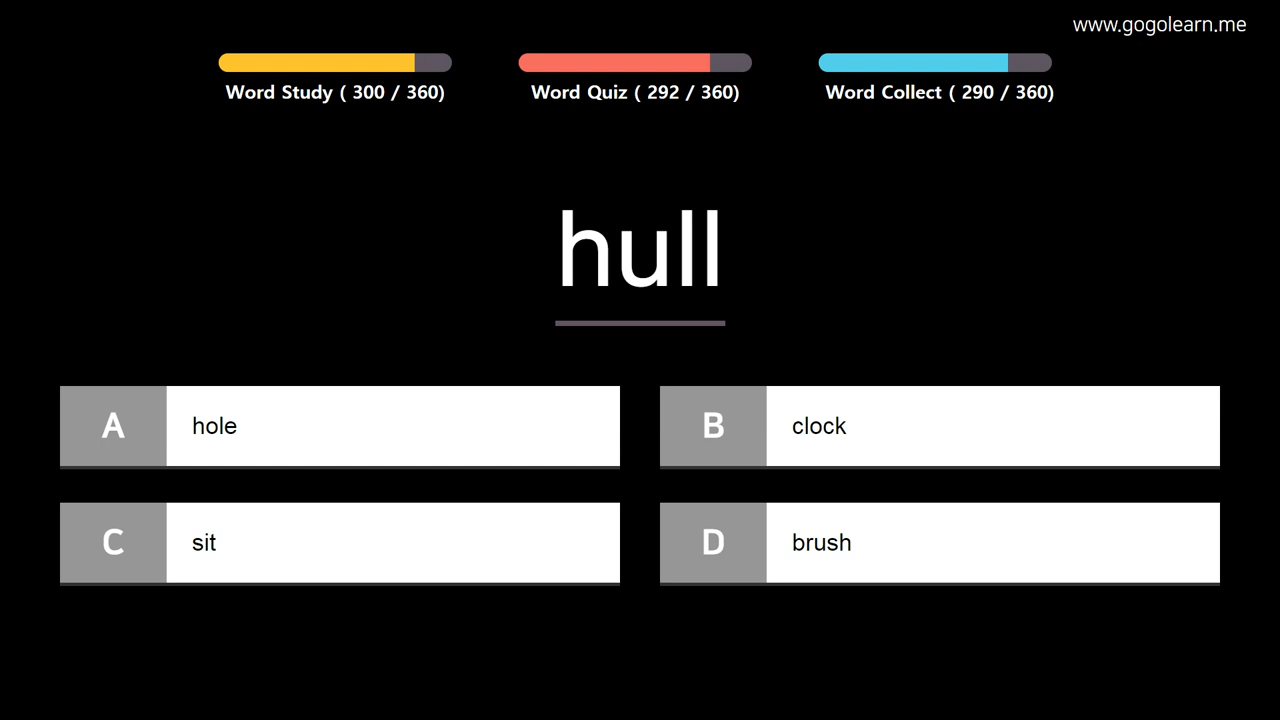 www.gogolearn.me
Word Study ( 300 / 360)
Word Quiz ( 292 / 360)
Word Collect ( 290 / 360)
hull
A hole
B clock
C sit
D brush